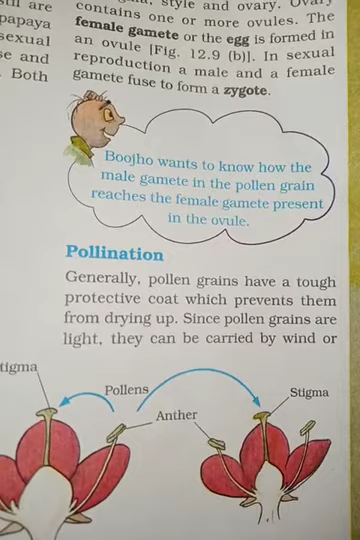 are
papaya
sexual
and
Both
style and ovary. Ovary
contains one or more ovules. The
female gamete or the egg is formed in
an ovule [Fig. 12.9 (b)]. In sexual
reproduction a male and a female
gamete fuse to form a zygote.
Boojho wants to know how the
male gamete in the pollen grain
reaches the female gamete present
in the ovule.
Pollination
Generally, pollen grains have a tough
protective coat which prevents them
from drying up. Since pollen grains are
light, they can be carried by wind or
tigma
Pollens
Stigma
Anther